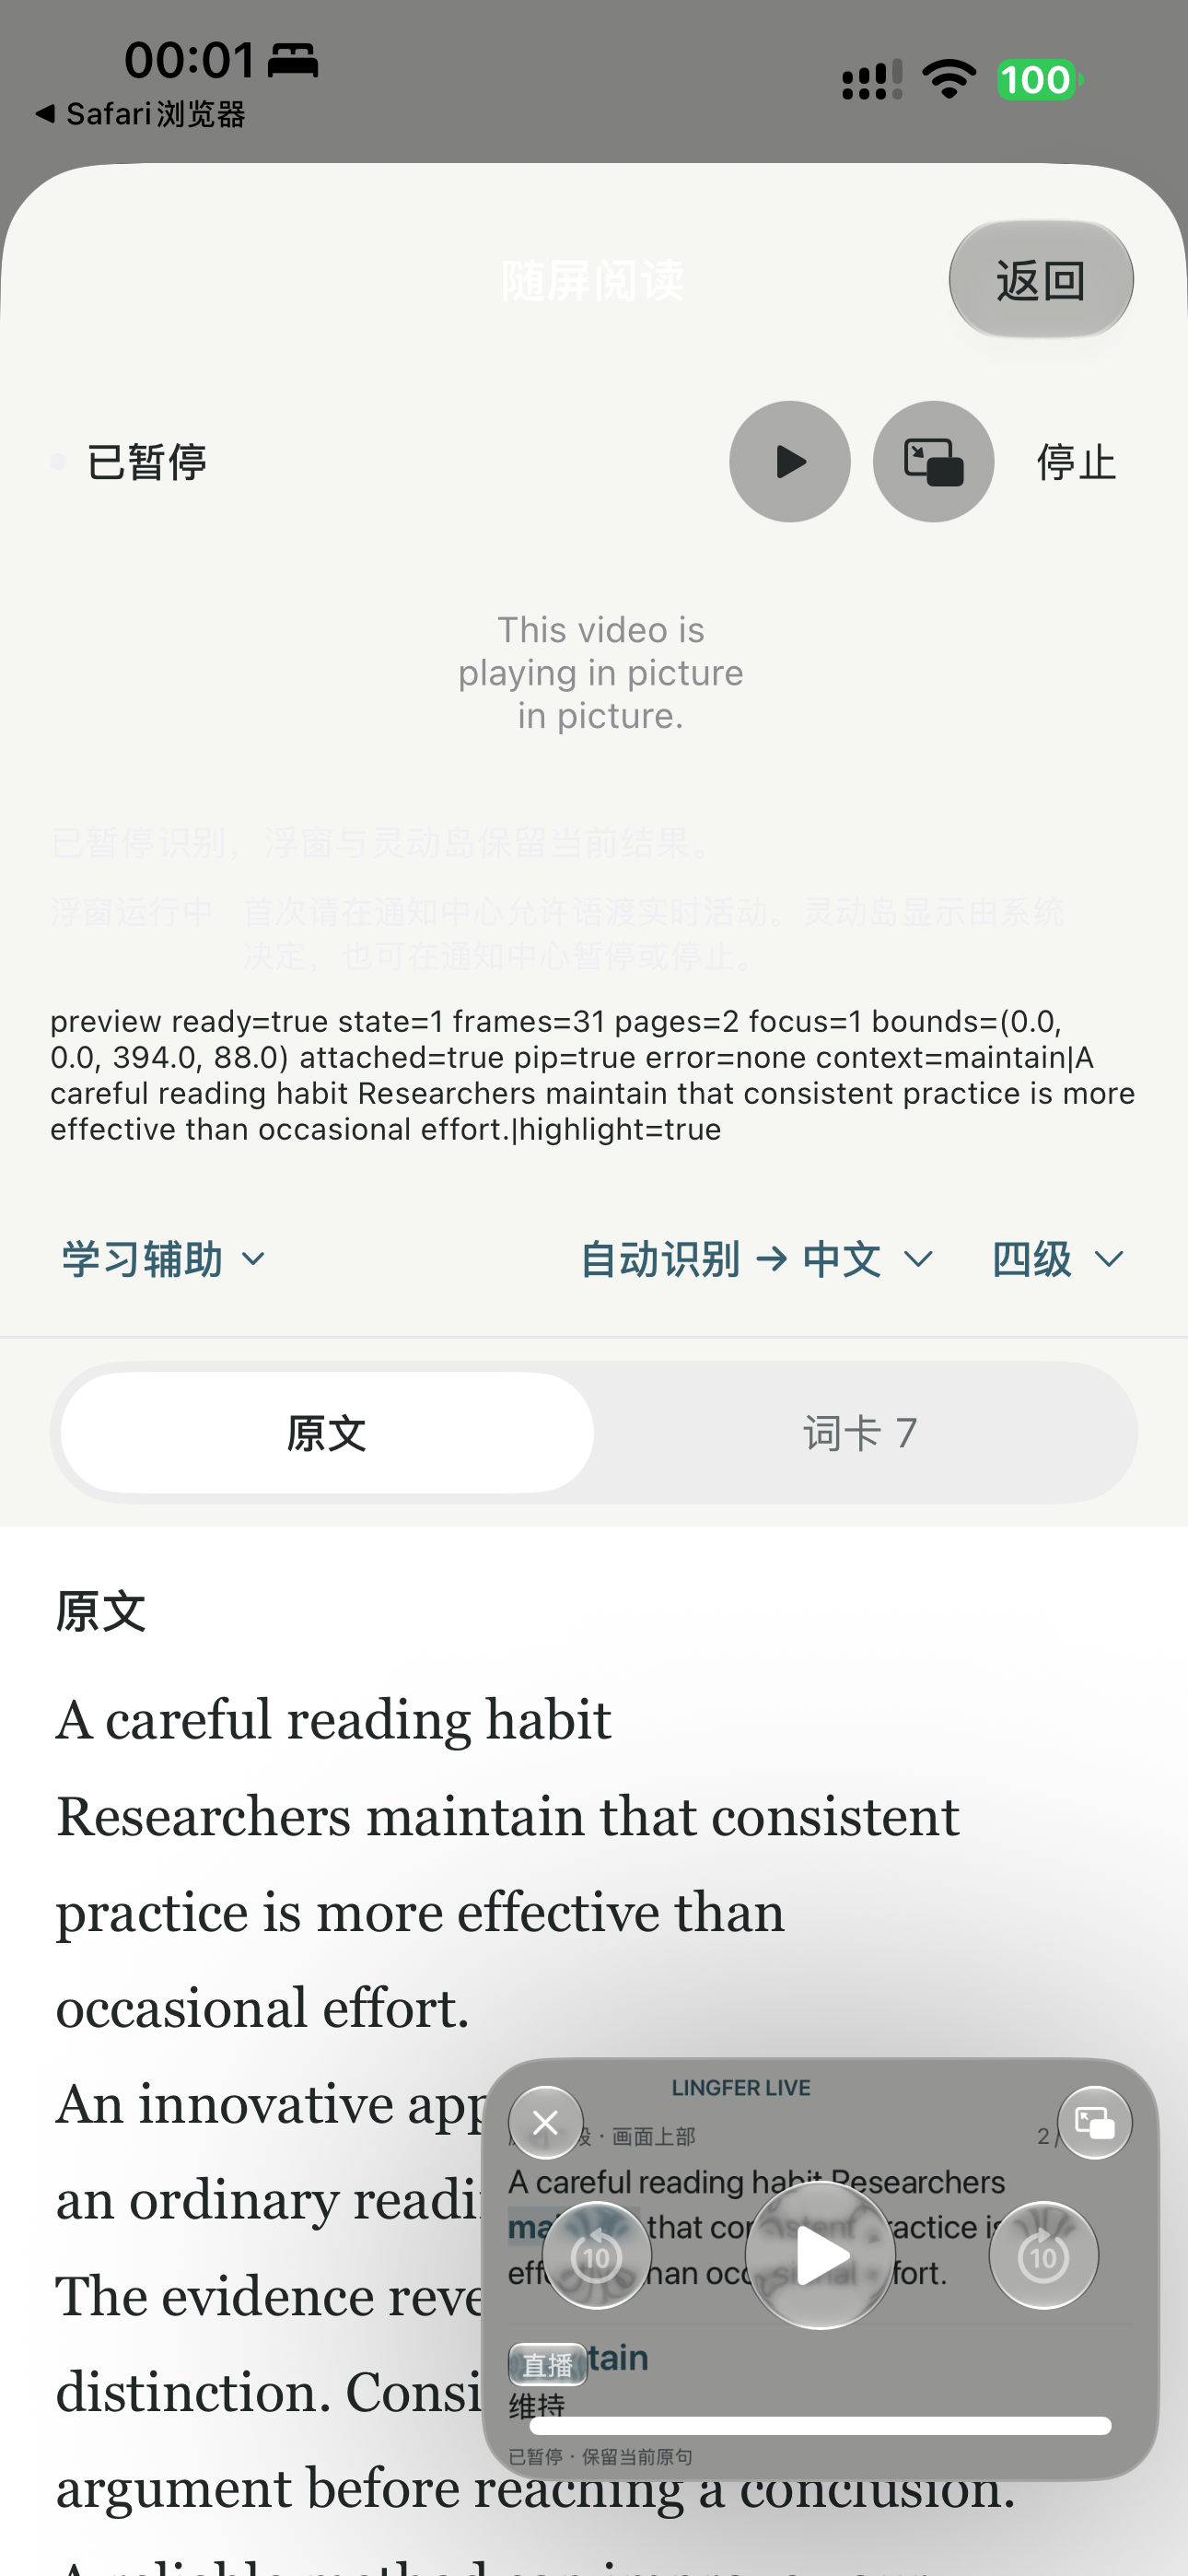 00:01
100
Safari浏览器
随屏阅读
返回
已暂停
停止
This video is
playing in picture
in picture.
已暂停识别，浮窗与灵动岛保留当前结果。
浮窗运行中 首次请在通知中心允许语渡实时活动。灵动岛显示由系统
决定，也可在通知中心暂停或停止。
preview ready=true state=1 frames=31 pages=2 focus=1 bounds=(0.0,
0.0, 394.0, 88.0) attached=true pip=true error=none context=maintain|A
careful reading habit Researchers maintain that consistent practice is more
effective than occasional effort.|highlight=true
学习辅助
自动识别 → 中文
四级
原文
词卡 7
原文
A careful reading habit
Researchers maintain that consistent
practice is more effective than
occasional effort.
An innovative
an ordinary
The evidence
distinction.
argument before reaching a conclusion.
LINGFER LIVE
画面上部
2/
A careful reading habit Researchers
that practice
10
10
直播
维持
已暂停 · 保留当前原句